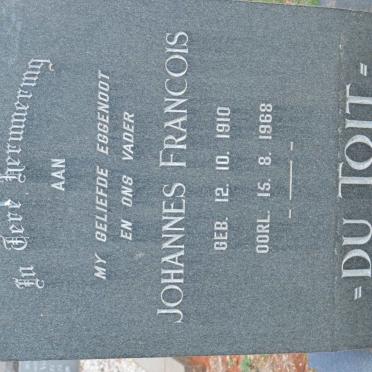 In Tere Herinnering
AAN
MY GELIEFDE EGGENOOT
EN ONS VADER
JOHANNES FRANCOIS
GEB. 12. 10. 1910
OORL. 15. 8. 1968
= DU TOIT =